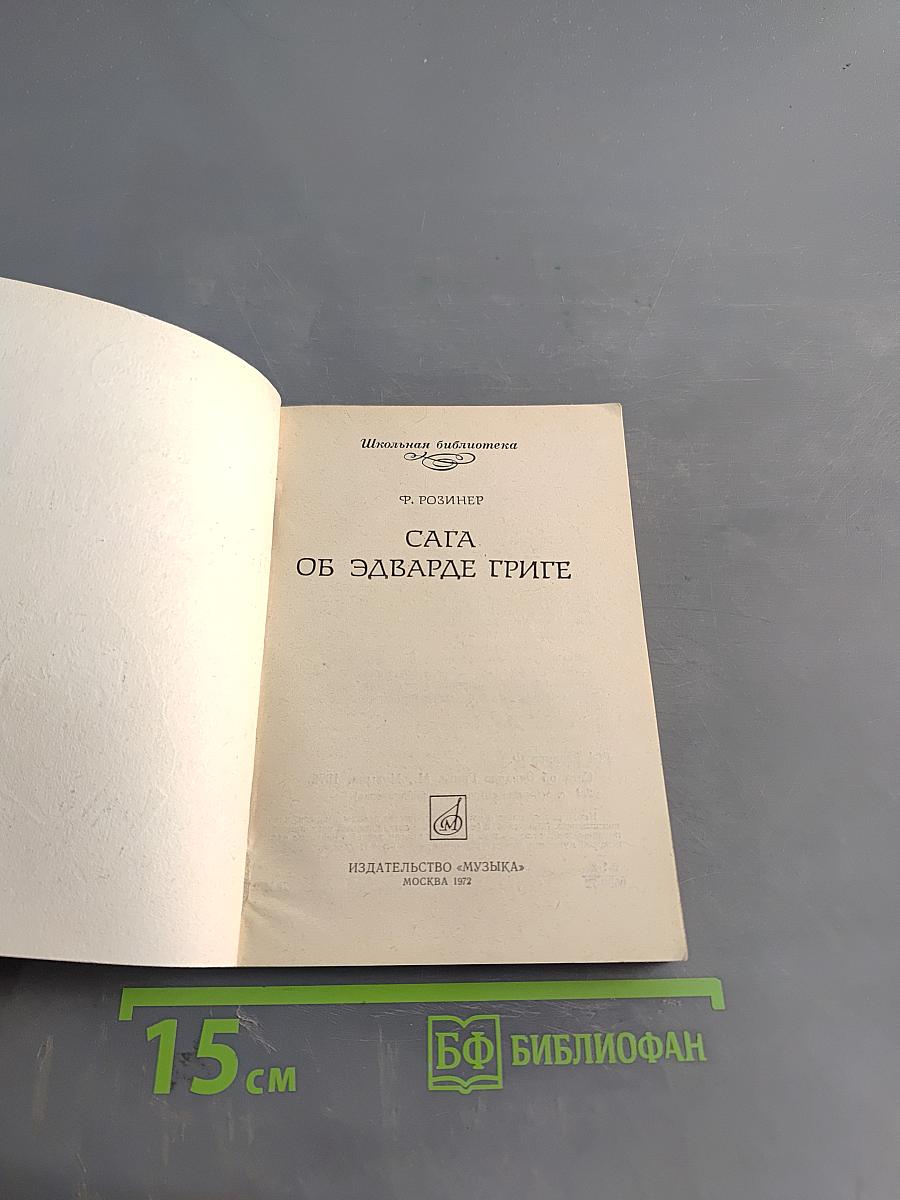 Школьная библиотека
Ф. РОЗИНЕР
САГА
ОБ ЭДВАРДЕ ГРИГЕ
М
ИЗДАТЕЛЬСТВО «МУЗЫКА»
МОСКВА 1972
15 см
БФ БИБЛИОФАН